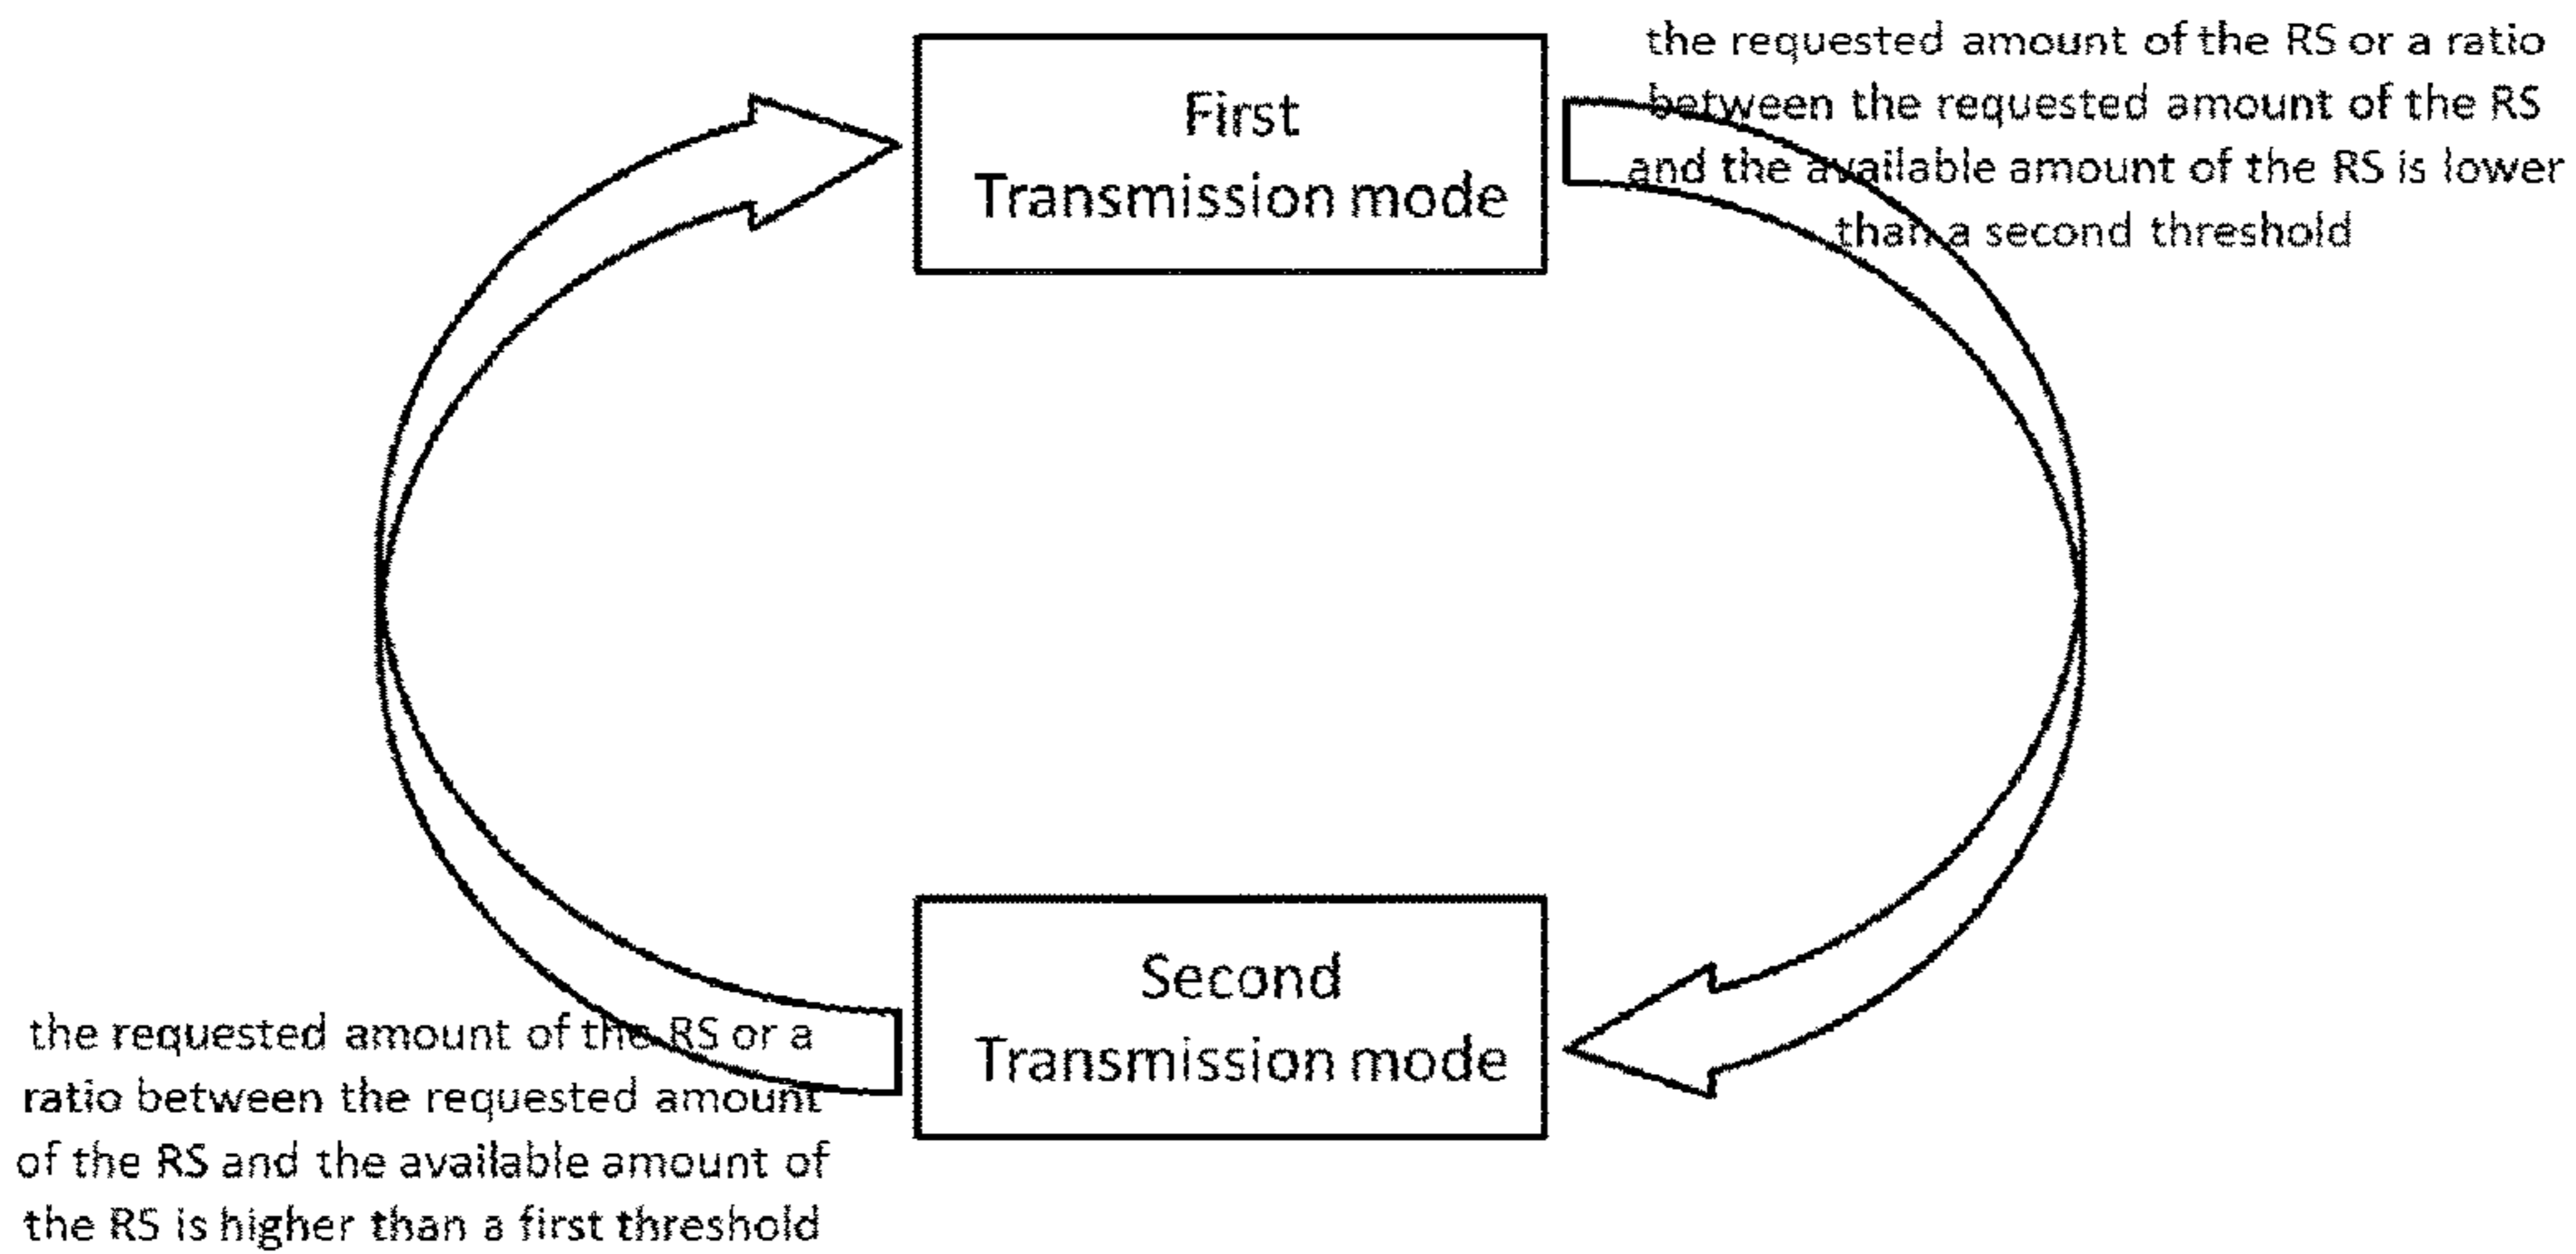 First
Transmission mode
the requested amount of the RS or a ratio
between the requested amount of the RS
and the available amount of the RS is lower
than a second threshold
Second
Transmission mode
the requested amount of the RS or a
ratio between the requested amount
of the RS and the available amount of
the RS is higher than a first threshold